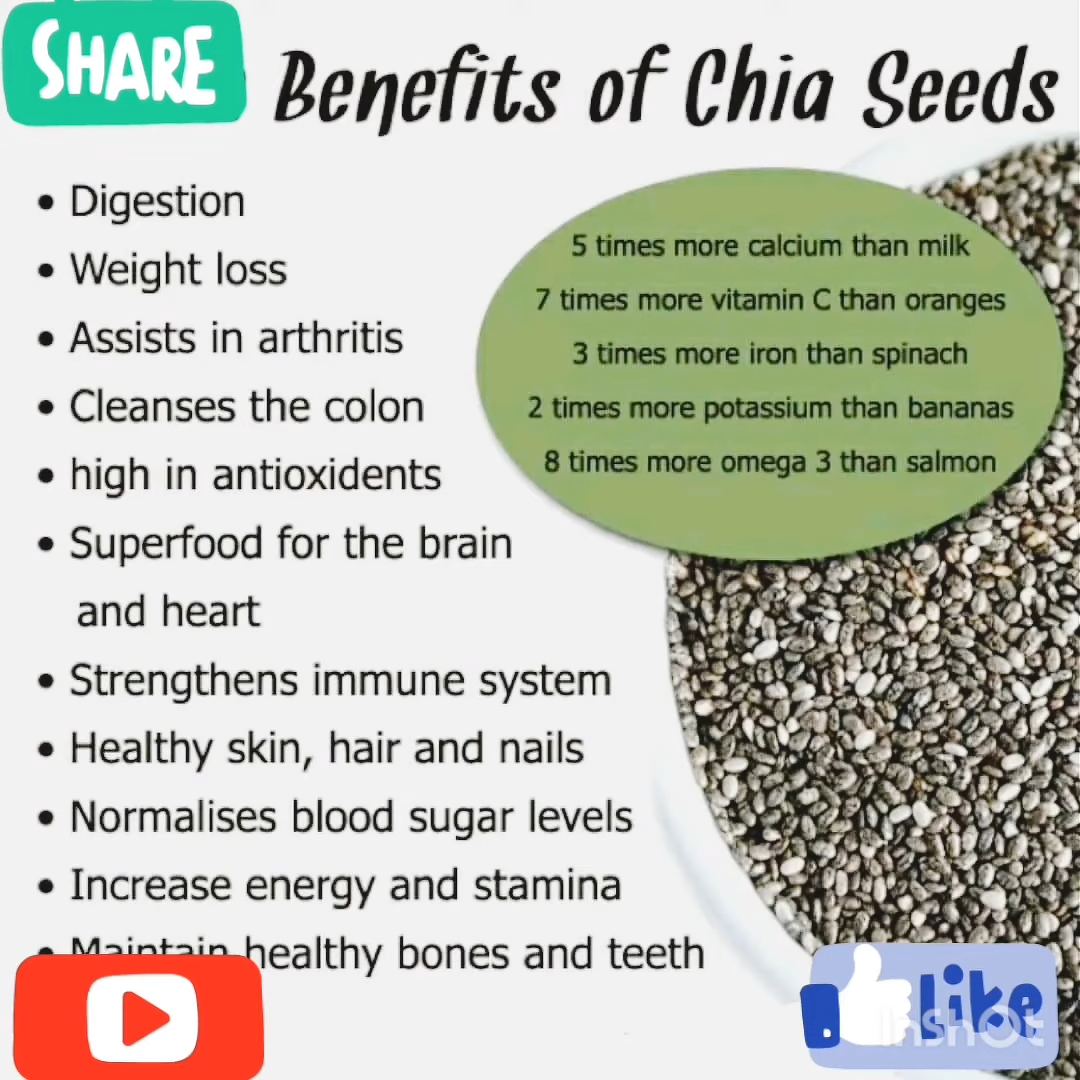 SHARE
Benefits of Chia Seeds
• Digestion
• Weight loss
• Assists in arthritis
• Cleanses the colon
• high in antioxidents
• Superfood for the brain
and heart
• Strengthens immune system
• Healthy skin, hair and nails
• Normalises blood sugar levels
• Increase energy and stamina
• Maintain healthy bones and teeth
5 times more calcium than milk
7 times more vitamin C than oranges
3 times more iron than spinach
2 times more potassium than bananas
8 times more omega 3 than salmon
like
InShOt